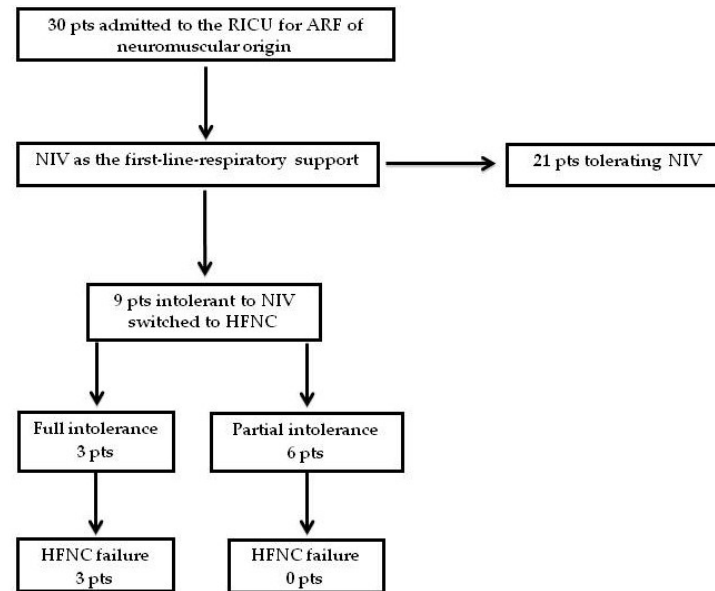 30 pts admitted to the RICU for ARF of
neuromuscular origin
NIV as the first-line-respiratory support
21 pts tolerating NIV
9 pts intolerant to NIV
switched to HFNC
Full intolerance
3 pts
Partial intolerance
6 pts
HFNC failure
3 pts
HFNC failure
0 pts